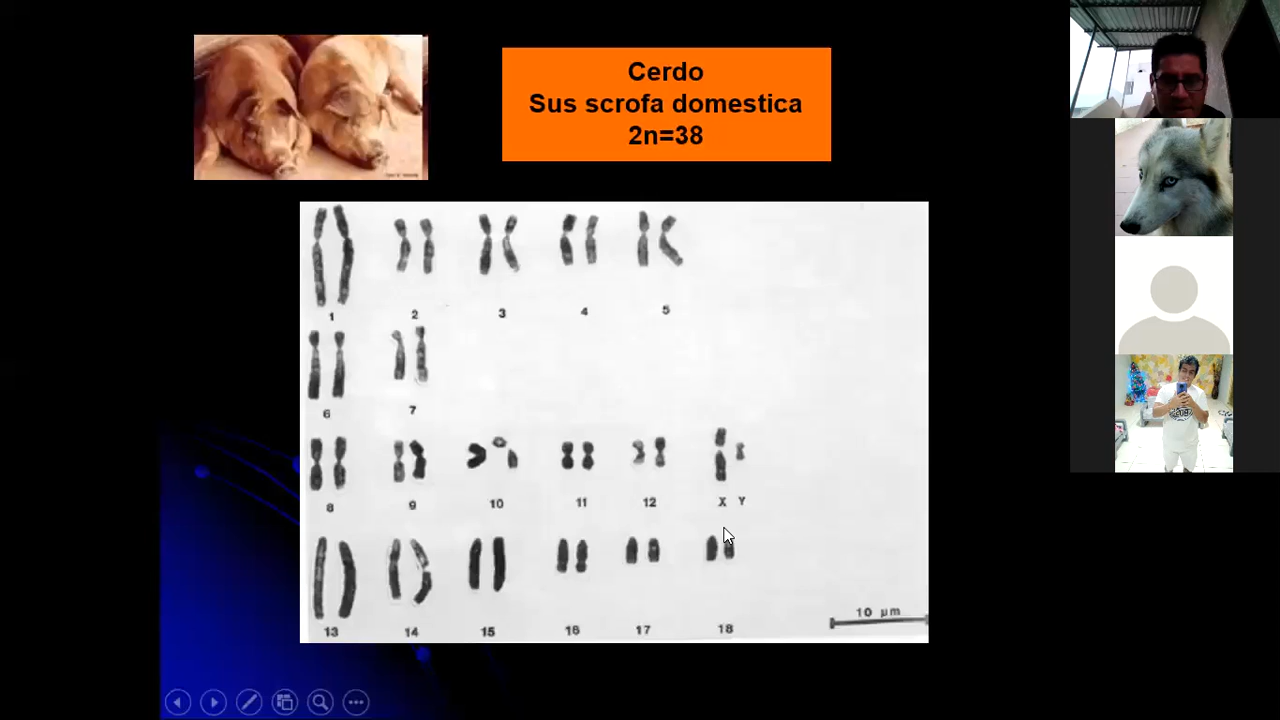 Cerdo
Sus scrofa domestica
2n=38
1 2 3 4 5
6 7
8 9 10 11 12 X Y
13 14 15 16 17 18
10 µm